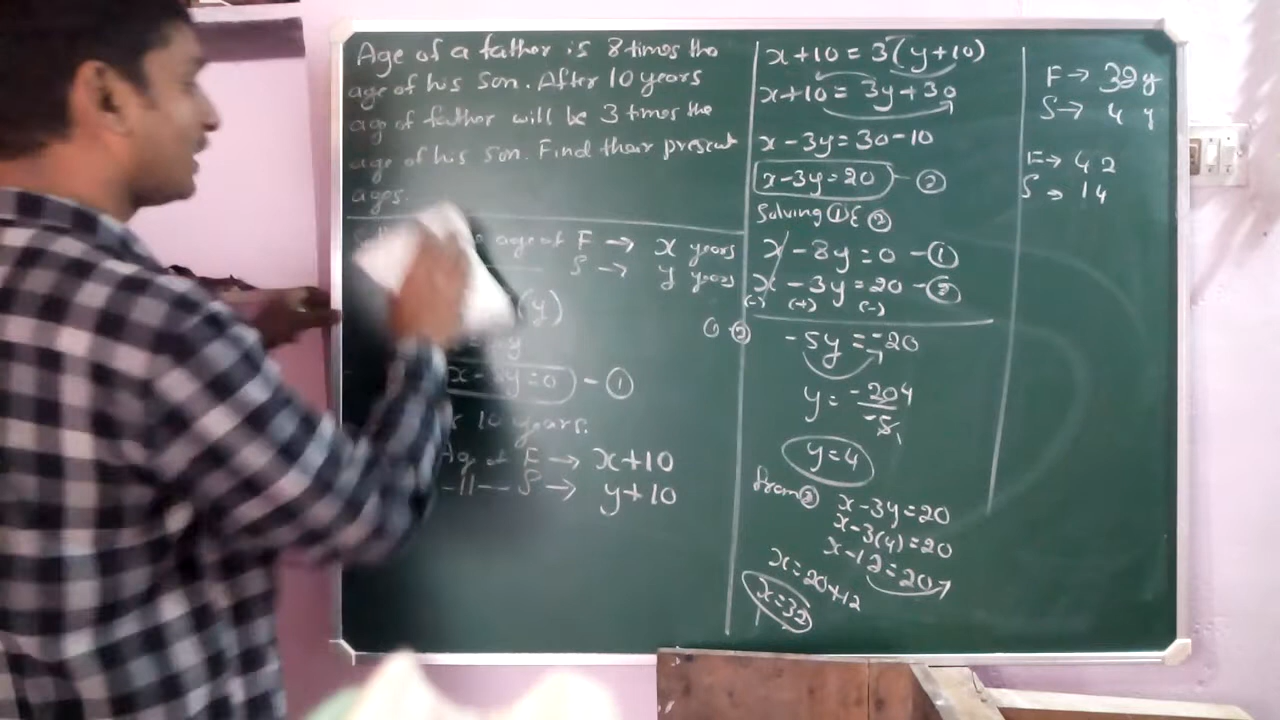 Age of a father is 8 times the
age of his son. After 10 years
age of father will be 3 times the
age of his son. Find their present
ages.
age of F → x years
S → y years
(y)
y
x- y=0 - ①
10 years.
Ag of F → x+10
-11- S → y+10
x+10 = 3(y+10)
x+10 = 3y+30
x-3y=30-10
x-3y=20 - ②
Solving ① & ②
x-8y=0 - ①
x-3y=20 - ②
(-) (+) (-)
①-② -5y=-20
y= -20 4
-5 1
y=4
from ② x-3y=20
x-3(4)=20
x-12=20
x=20+12
x=32
F → 32y
S → 4 y
F → 42
S → 14